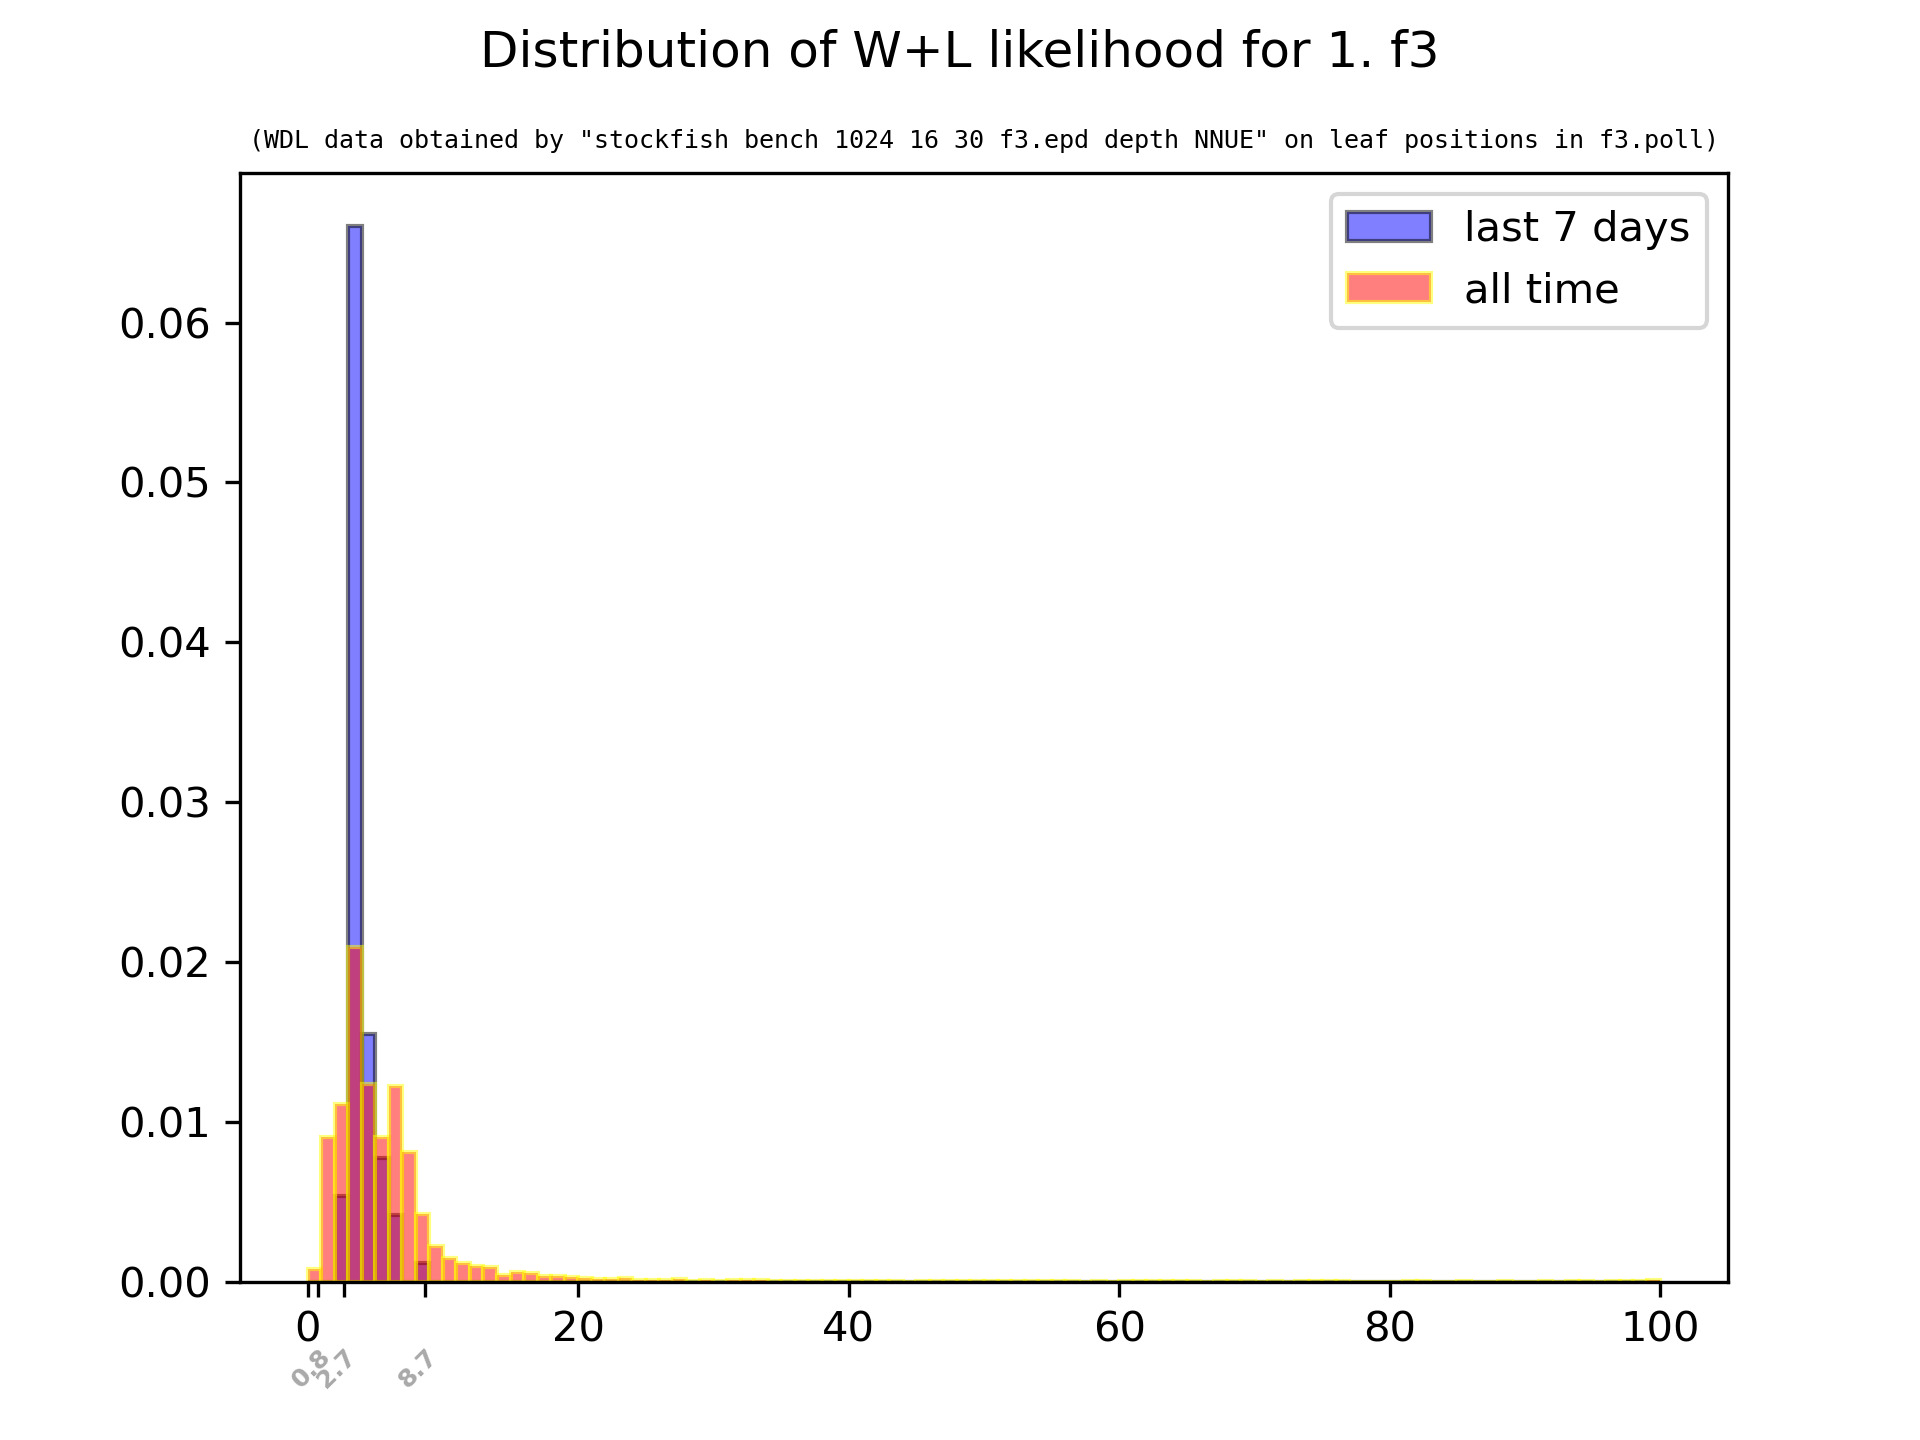 Distribution of W+L likelihood for 1. f3
(WDL data obtained by "stockfish bench 1024 16 30 f3.epd depth NNUE" on leaf positions in f3.poll)
last 7 days
all time
0.06
0.05
0.04
0.03
0.02
0.01
0.00
0 20 40 60 80 100
0.8 2.7 8.7